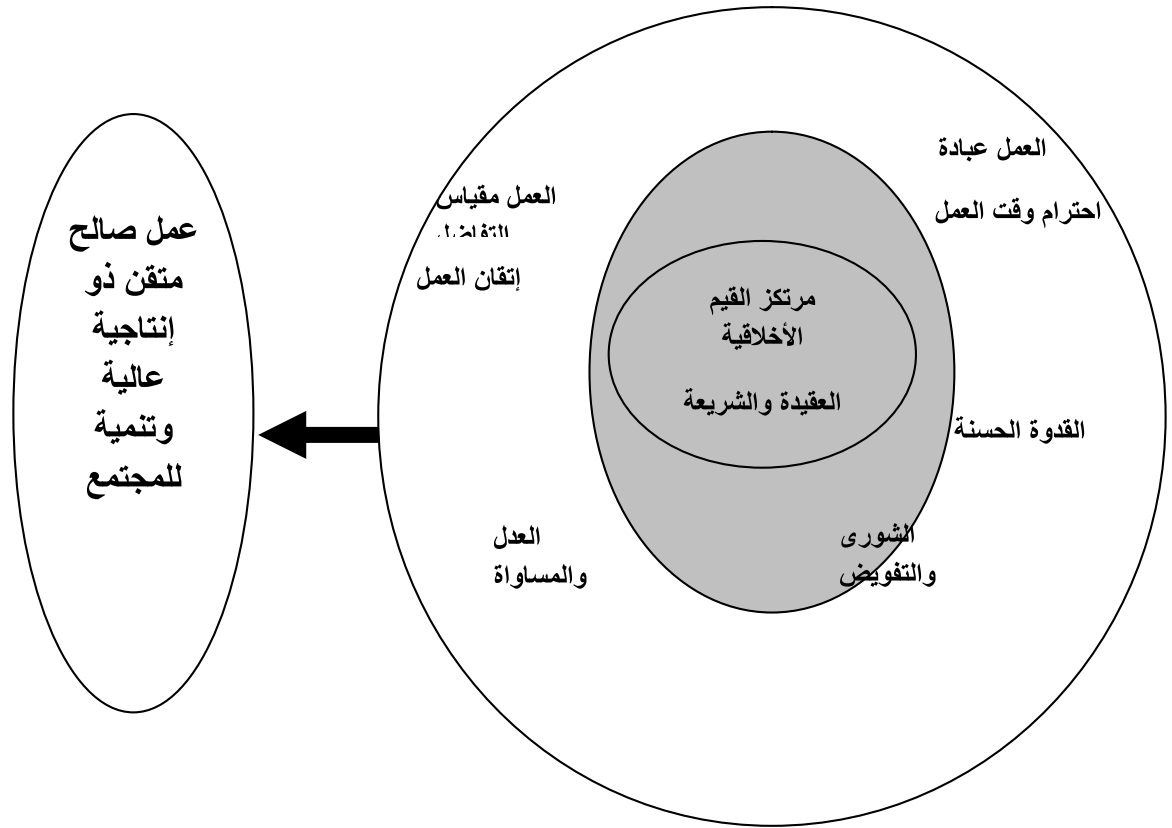 العمل عبادة
احترام وقت العمل
العمل مقياس
التفاضل
إتقان العمل
مرتكز القيم
الأخلاقية
العقيدة والشريعة
القدوة الحسنة
الشورى
والتفويض
العدل
والمساواة
عمل صالح
متقن ذو
إنتاجية
عالية
وتنمية
للمجتمع